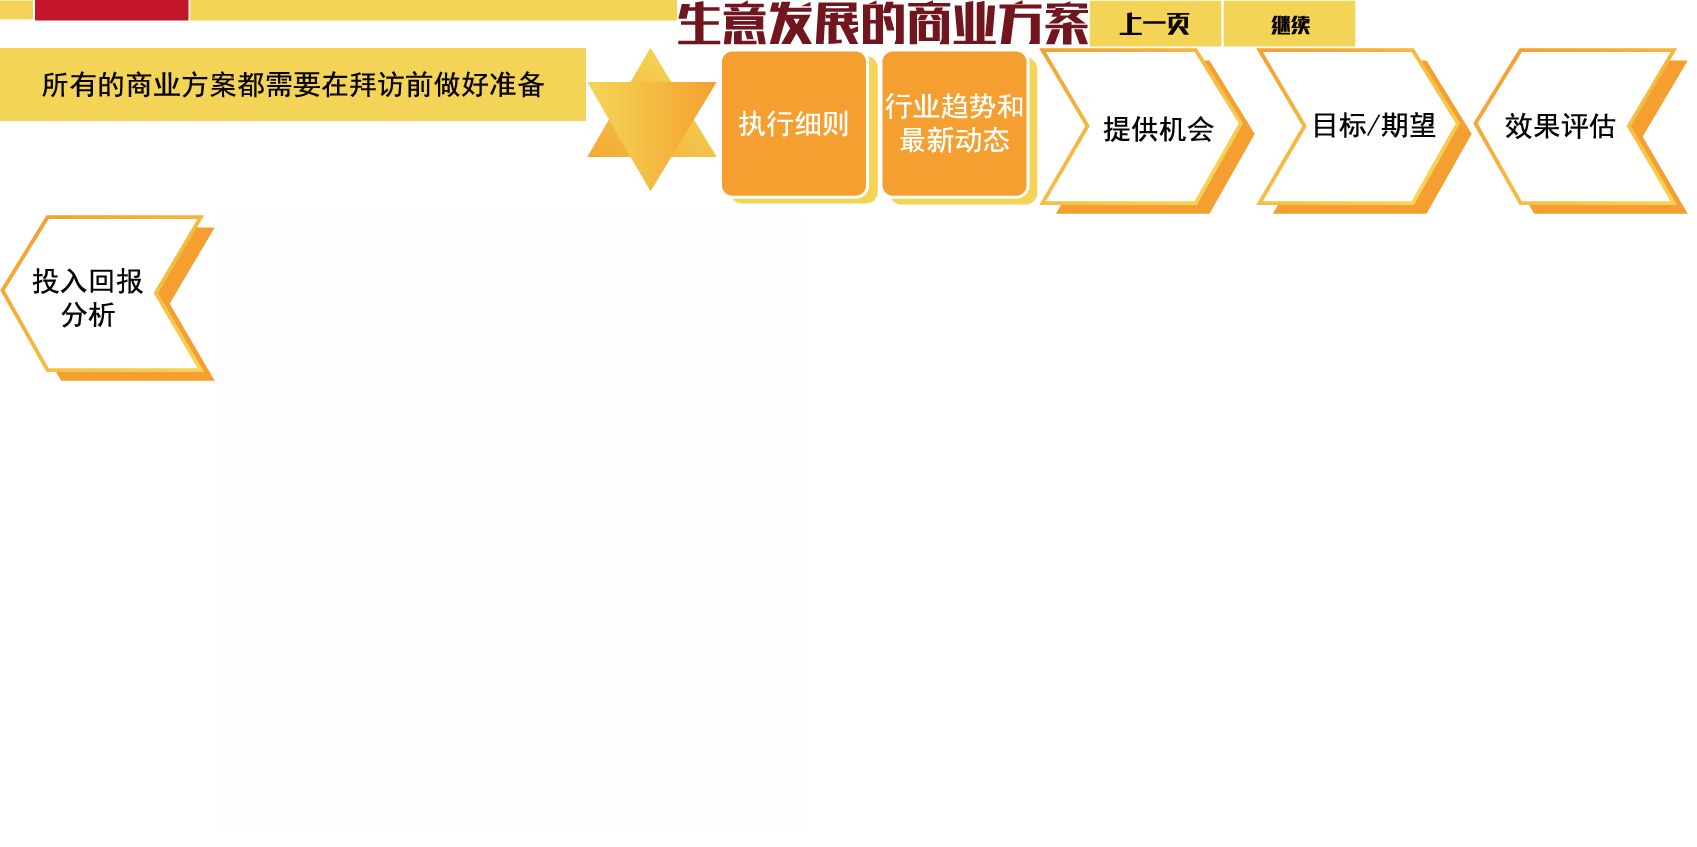 生意发展的商业方案
上一页
继续
所有的商业方案都需要在拜访前做好准备
执行细则
行业趋势和
最新动态
提供机会
目标/期望
效果评估
投入回报
分析